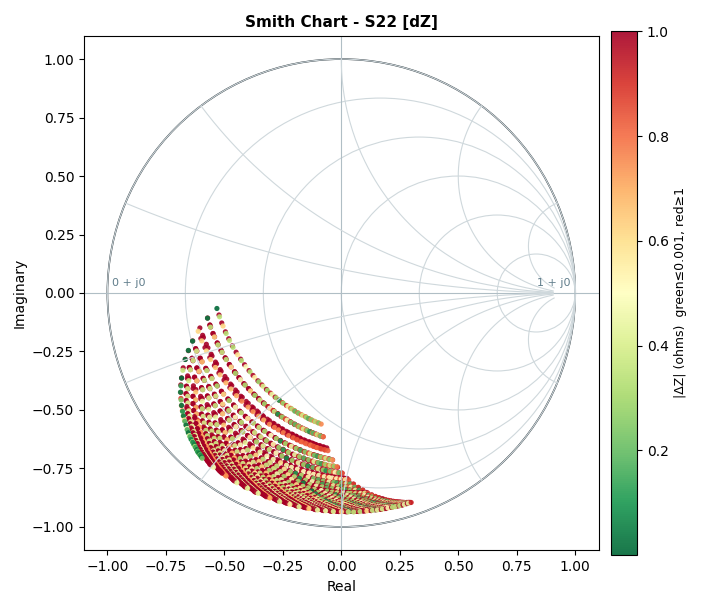 Smith Chart - S22 [dZ]
1.00
0.75
0.50
0.25
0.00
−0.25
−0.50
−0.75
−1.00
Imaginary
0 + j0
1 + j0
−1.00 −0.75 −0.50 −0.25 0.00 0.25 0.50 0.75 1.00
Real
1.0
0.8
0.6
0.4
0.2
|ΔZ| (ohms)  green≤0.001, red≥1